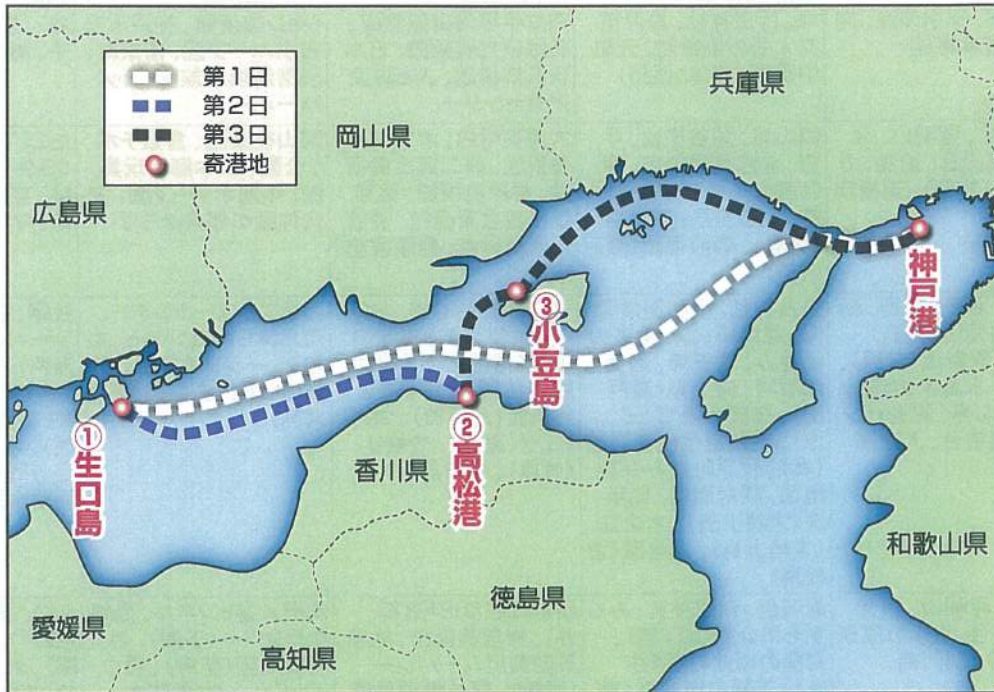 第1日
第2日
第3日
寄港地
兵庫県
岡山県
広島県
神戸港
③小豆島
①生口島
②高松港
香川県
和歌山県
徳島県
愛媛県
高知県